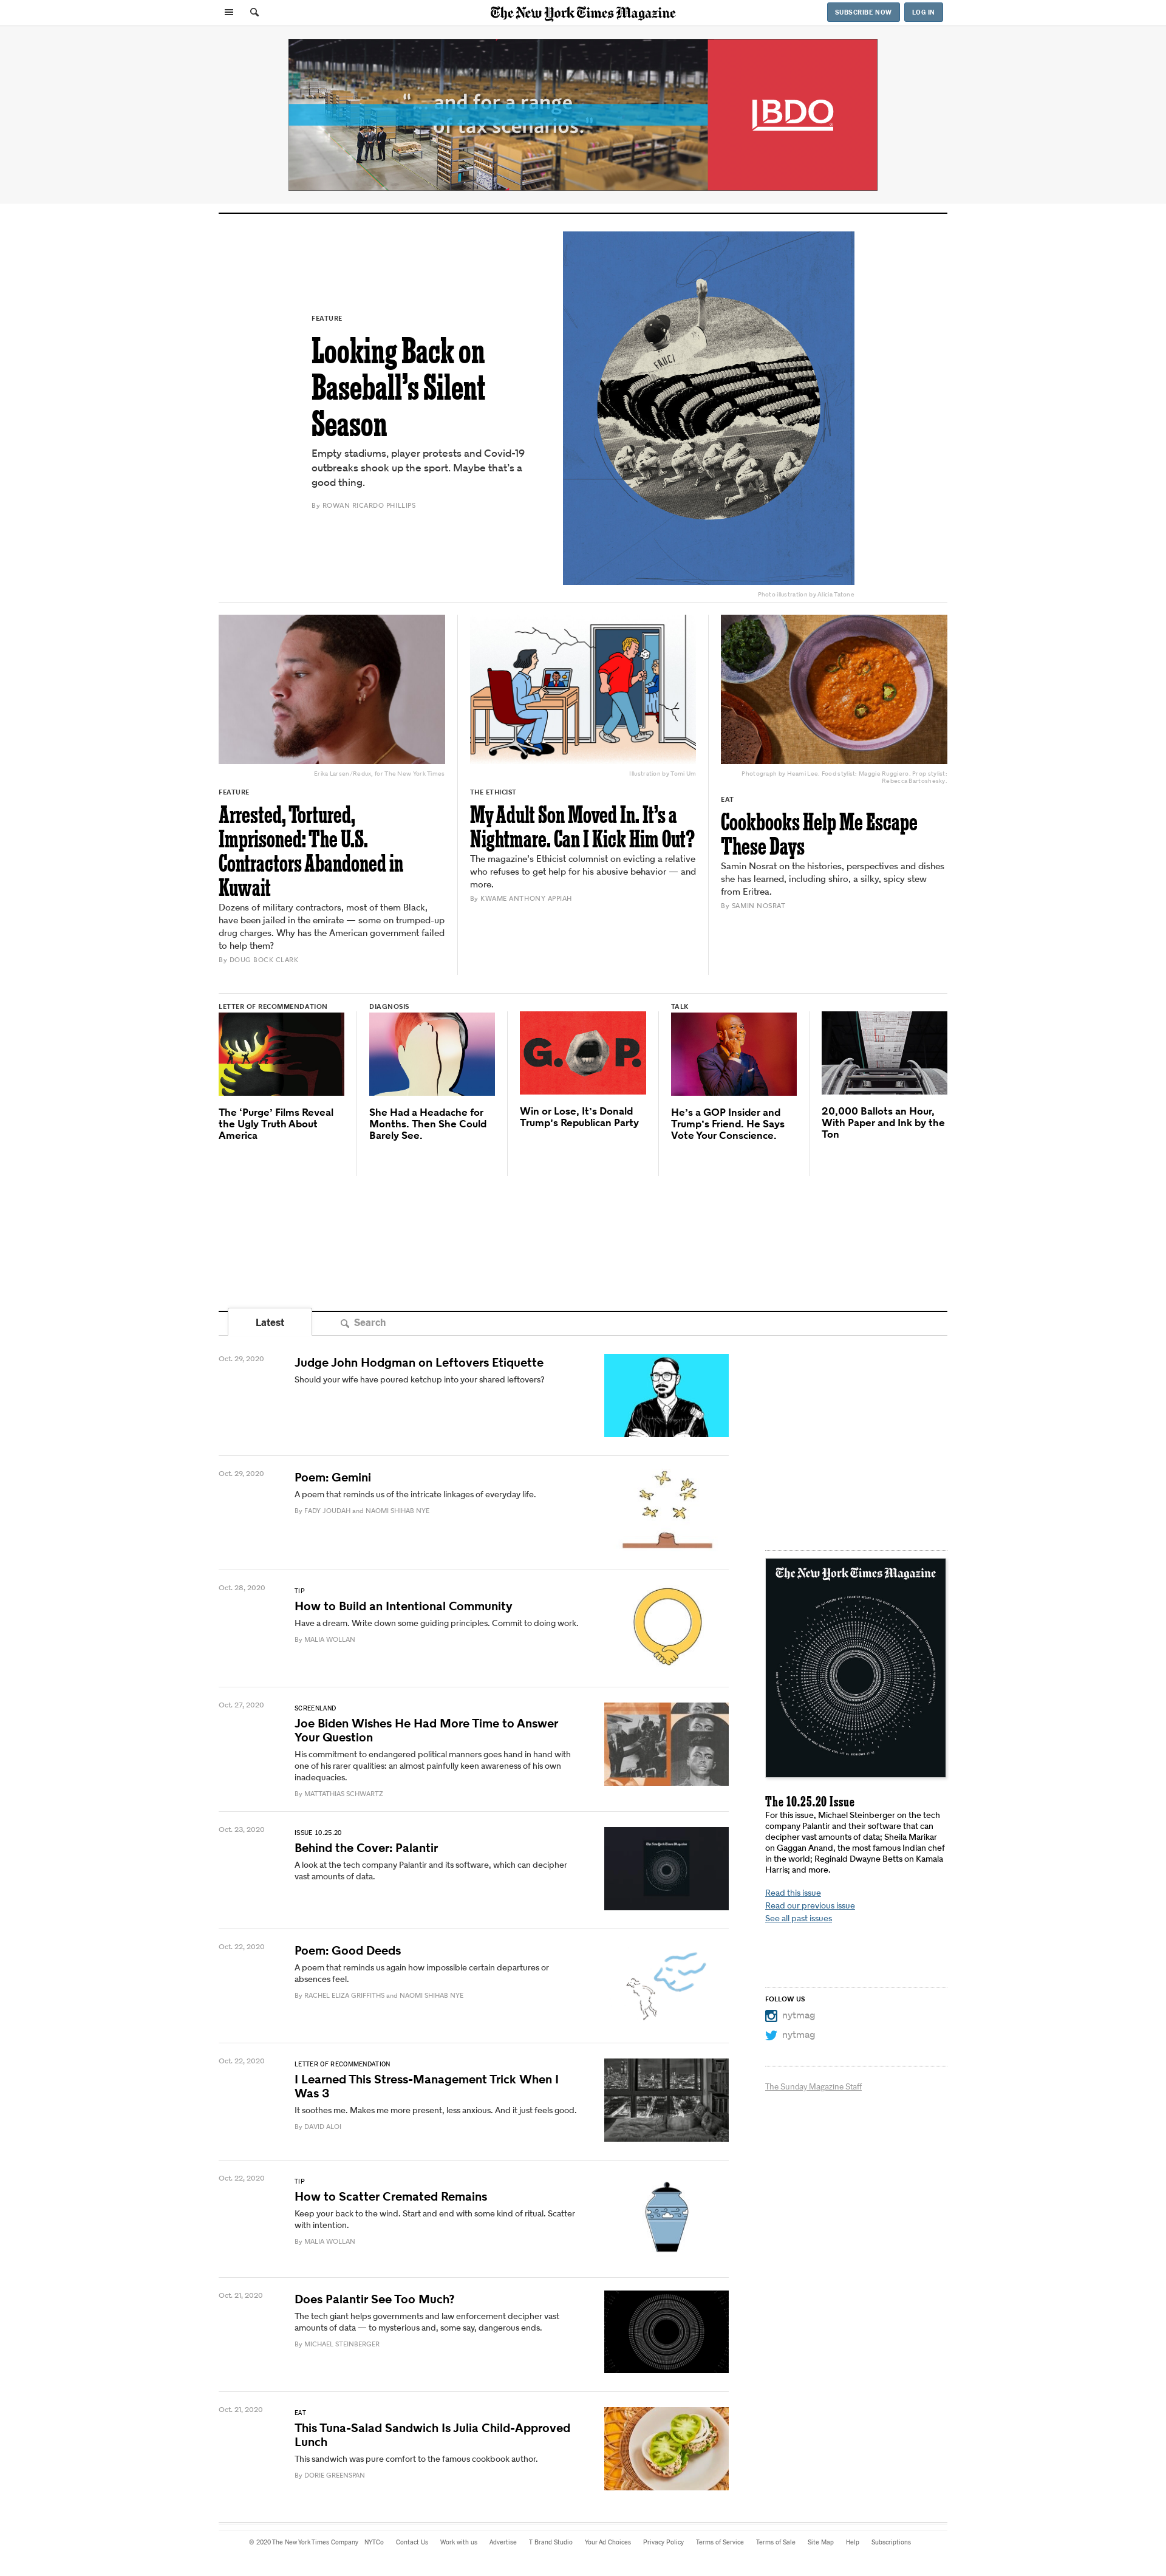 The New York Times Magazine
SUBSCRIBE NOW
LOG IN
“... and for a range
of tax scenarios.”
IBDO
FEATURE
Looking Back on
Baseball’s Silent
Season
Empty stadiums, player protests and Covid-19
outbreaks shook up the sport. Maybe that’s a
good thing.
By ROWAN RICARDO PHILLIPS
FAUCI
Photo illustration by Alicia Tatone
Erika Larsen/Redux, for The New York Times
FEATURE
Arrested, Tortured,
Imprisoned: The U.S.
Contractors Abandoned in
Kuwait
Dozens of military contractors, most of them Black,
have been jailed in the emirate — some on trumped-up
drug charges. Why has the American government failed
to help them?
By DOUG BOCK CLARK
Illustration by Tomi Um
THE ETHICIST
My Adult Son Moved In. It’s a
Nightmare. Can I Kick Him Out?
The magazine’s Ethicist columnist on evicting a relative
who refuses to get help for his abusive behavior — and
more.
By KWAME ANTHONY APPIAH
Photograph by Heami Lee. Food stylist: Maggie Ruggiero. Prop stylist:
Rebecca Bartoshesky.
EAT
Cookbooks Help Me Escape
These Days
Samin Nosrat on the histories, perspectives and dishes
she has learned, including shiro, a silky, spicy stew
from Eritrea.
By SAMIN NOSRAT
LETTER OF RECOMMENDATION
The ‘Purge’ Films Reveal
the Ugly Truth About
America
DIAGNOSIS
She Had a Headache for
Months. Then She Could
Barely See.
G.O.P.
Win or Lose, It’s Donald
Trump’s Republican Party
TALK
He’s a GOP Insider and
Trump’s Friend. He Says
Vote Your Conscience.
20,000 Ballots an Hour,
With Paper and Ink by the
Ton
Latest
Search
Oct. 29, 2020
Judge John Hodgman on Leftovers Etiquette
Should your wife have poured ketchup into your shared leftovers?
Oct. 29, 2020
Poem: Gemini
A poem that reminds us of the intricate linkages of everyday life.
By FADY JOUDAH and NAOMI SHIHAB NYE
Oct. 28, 2020
TIP
How to Build an Intentional Community
Have a dream. Write down some guiding principles. Commit to doing work.
By MALIA WOLLAN
Oct. 27, 2020
SCREENLAND
Joe Biden Wishes He Had More Time to Answer
Your Question
His commitment to endangered political manners goes hand in hand with
one of his rarer qualities: an almost painfully keen awareness of his own
inadequacies.
By MATTATHIAS SCHWARTZ
Oct. 23, 2020
ISSUE 10.25.20
Behind the Cover: Palantir
A look at the tech company Palantir and its software, which can decipher
vast amounts of data.
Oct. 22, 2020
Poem: Good Deeds
A poem that reminds us again how impossible certain departures or
absences feel.
By RACHEL ELIZA GRIFFITHS and NAOMI SHIHAB NYE
Oct. 22, 2020
LETTER OF RECOMMENDATION
I Learned This Stress-Management Trick When I
Was 3
It soothes me. Makes me more present, less anxious. And it just feels good.
By DAVID ALOI
Oct. 22, 2020
TIP
How to Scatter Cremated Remains
Keep your back to the wind. Start and end with some kind of ritual. Scatter
with intention.
By MALIA WOLLAN
Oct. 21, 2020
Does Palantir See Too Much?
The tech giant helps governments and law enforcement decipher vast
amounts of data — to mysterious and, some say, dangerous ends.
By MICHAEL STEINBERGER
Oct. 21, 2020
EAT
This Tuna-Salad Sandwich Is Julia Child-Approved
Lunch
This sandwich was pure comfort to the famous cookbook author.
By DORIE GREENSPAN
The New York Times Magazine
The 10.25.20 Issue
For this issue, Michael Steinberger on the tech
company Palantir and their software that can
decipher vast amounts of data; Sheila Marikar
on Gaggan Anand, the most famous Indian chef
in the world; Reginald Dwayne Betts on Kamala
Harris; and more.
Read this issue
Read our previous issue
See all past issues
FOLLOW US
nytmag
nytmag
The Sunday Magazine Staff
© 2020 The New York Times Company NYTCo Contact Us Work with us Advertise T Brand Studio Your Ad Choices Privacy Policy Terms of Service Terms of Sale Site Map Help Subscriptions